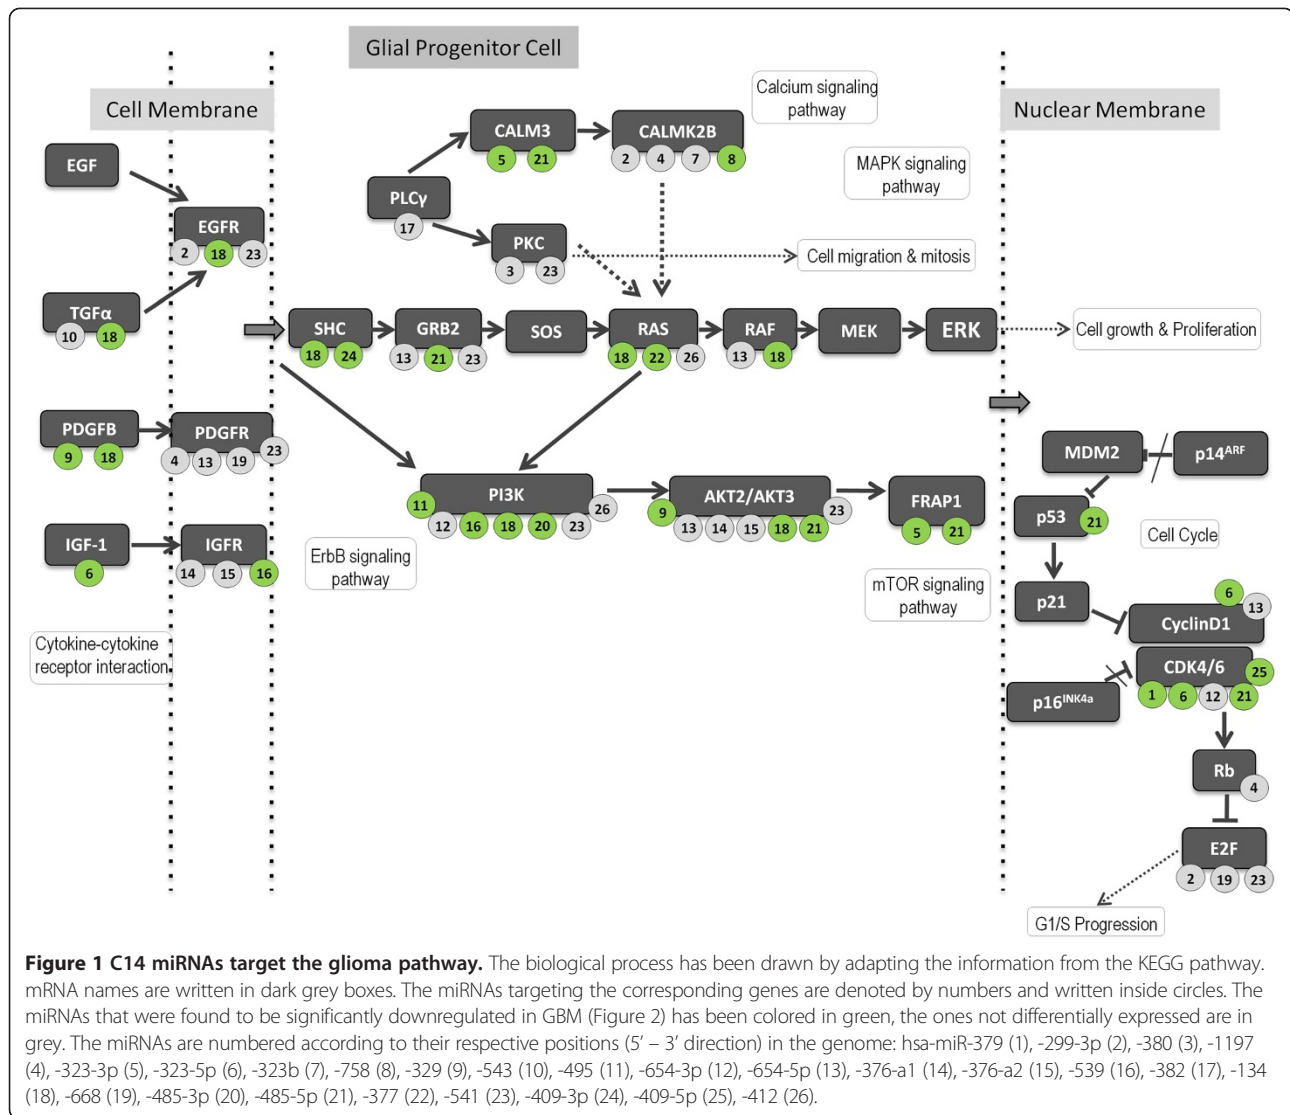 Glial Progenitor Cell
Cell Membrane
Nuclear Membrane
Calcium signaling
pathway
MAPK signaling
pathway
EGF
EGFR
2 18 23
TGFα
10 18
PDGFB
9 18
PDGFR
4 13 19 23
IGF-1
6
IGFR
14 15 16
Cytokine-cytokine
receptor interaction
CALM3
5 21
CALMK2B
2 4 7 8
PLCγ
17
PKC
3 23
Cell migration & mitosis
SHC
18 24
GRB2
13 21 23
SOS
RAS
18 22 26
RAF
13 18
MEK
ERK
Cell growth & Proliferation
PI3K
11 12 16 18 20 23 26
AKT2/AKT3
9 13 14 15 18 21 23
FRAP1
5 21
ErbB signaling
pathway
mTOR signaling
pathway
MDM2
p14ARF
p53
21
Cell Cycle
p21
6 13
CyclinD1
CDK4/6
1 6 12 21 25
p16INK4a
Rb
4
E2F
2 19 23
G1/S Progression
Figure 1 C14 miRNAs target the glioma pathway. The biological process has been drawn by adapting the information from the KEGG pathway.
mRNA names are written in dark grey boxes. The miRNAs targeting the corresponding genes are denoted by numbers and written inside circles. The
miRNAs that were found to be significantly downregulated in GBM (Figure 2) has been colored in green, the ones not differentially expressed are in
grey. The miRNAs are numbered according to their respective positions (5′ – 3′ direction) in the genome: hsa-miR-379 (1), -299-3p (2), -380 (3), -1197
(4), -323-3p (5), -323-5p (6), -323b (7), -758 (8), -329 (9), -543 (10), -495 (11), -654-3p (12), -654-5p (13), -376-a1 (14), -376-a2 (15), -539 (16), -382 (17), -134
(18), -668 (19), -485-3p (20), -485-5p (21), -377 (22), -541 (23), -409-3p (24), -409-5p (25), -412 (26).